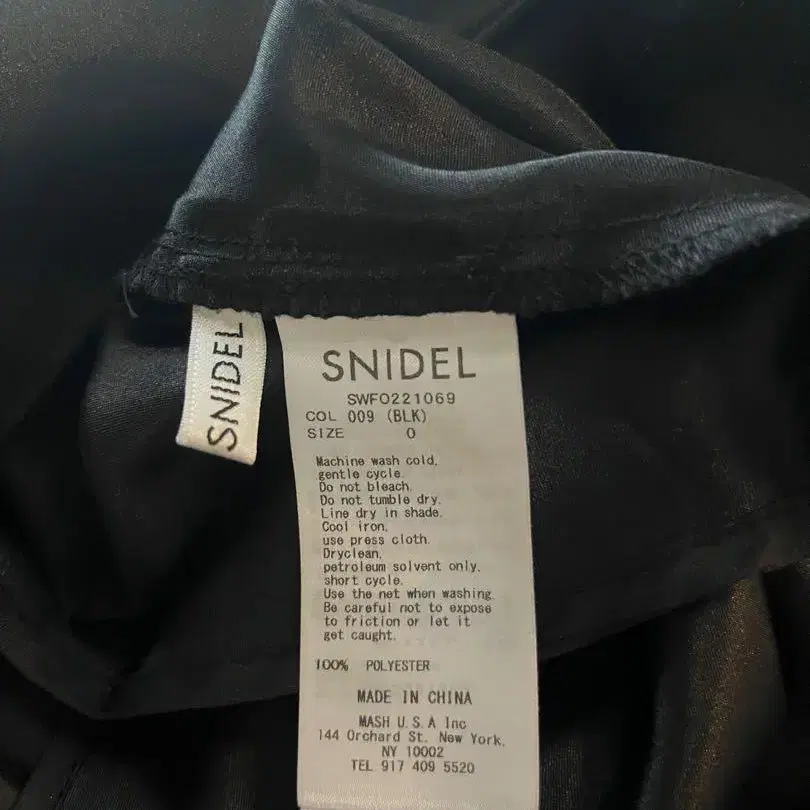 SNIDEL
SNIDEL
SWFO221069
COL 009 (BLK)
SIZE 0
Machine wash cold,
gentle cycle.
Do not bleach.
Do not tumble dry.
Line dry in shade.
Cool iron,
use press cloth.
Dryclean,
petroleum solvent only,
short cycle.
Use the net when washing.
Be careful not to expose
to friction or let it
get caught.
100% POLYESTER
MADE IN CHINA
MASH U.S.A Inc
144 Orchard St. New York,
NY 10002
TEL 917 409 5520